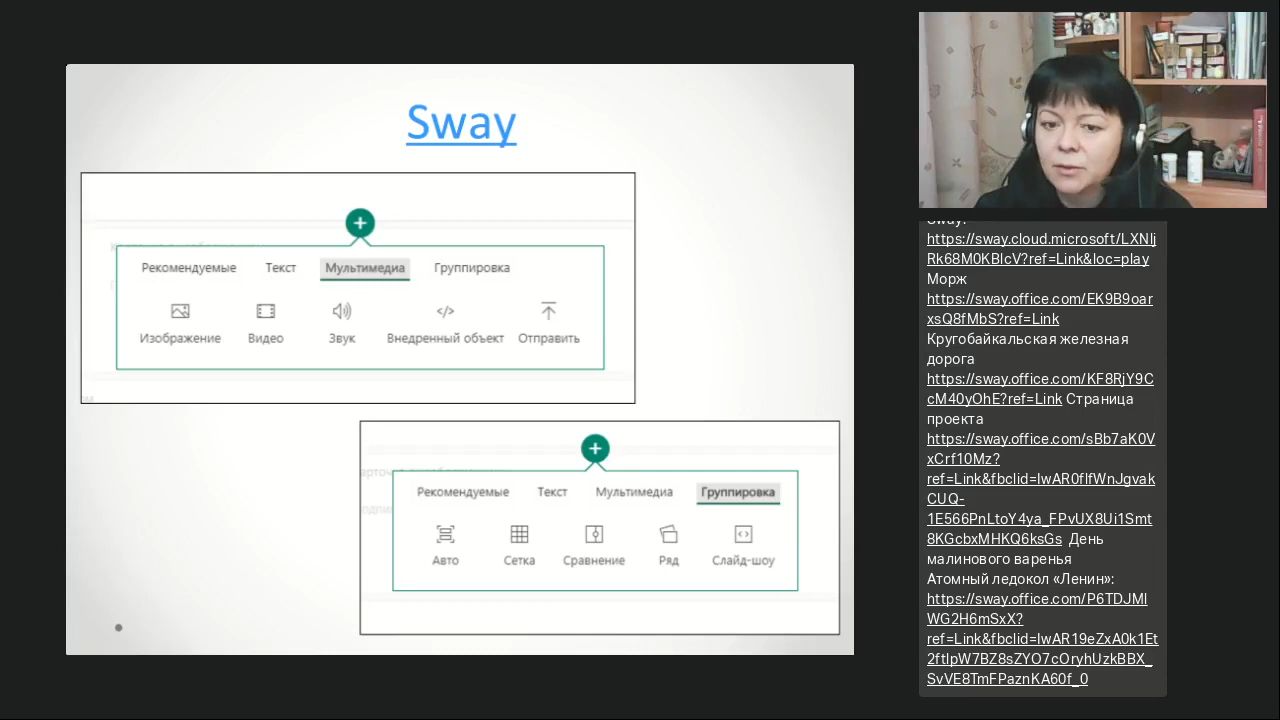 Sway
Рекомендуемые Текст Мультимедиа Группировка
Изображение Видео Звук Внедренный объект Отправить
Рекомендуемые Текст Мультимедиа Группировка
Авто Сетка Сравнение Ряд Слайд-шоу
Sway:
https://sway.cloud.microsoft/LXNlj
Rk68M0KBlcV?ref=Link&loc=play
Морж
https://sway.office.com/EK9B9oar
xsQ8fMbS?ref=Link
Кругобайкальская железная
дорога
https://sway.office.com/KF8RjY9C
cM40yOhE?ref=Link Страница
проекта
https://sway.office.com/sBb7aK0V
xCrf10Mz?
ref=Link&fbclid=IwAR0fIfWnJgvak
CUQ-
1E566PnLtoY4ya_FPvUX8Ui1Smt
8KGcbxMHKQ6ksGs День
малинового варенья
Атомный ледокол «Ленин»:
https://sway.office.com/P6TDJMl
WG2H6mSxX?
ref=Link&fbclid=IwAR19eZxA0k1Et
2ftlpW7BZ8sZYO7cOryhUzkBBX_
SvVE8TmFPaznKA60f_0